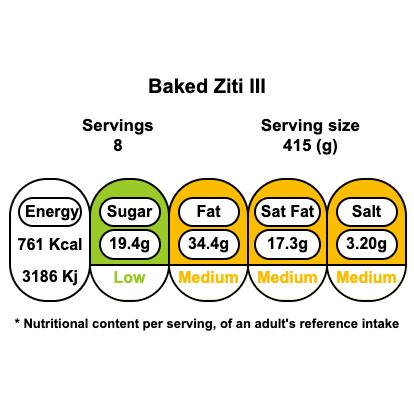 Baked Ziti III
Servings
8
Serving size
415 (g)
Energy
761 Kcal
3186 Kj
Sugar
19.4g
Low
Fat
34.4g
Medium
Sat Fat
17.3g
Medium
Salt
3.20g
Medium
* Nutritional content per serving, of an adult's reference intake